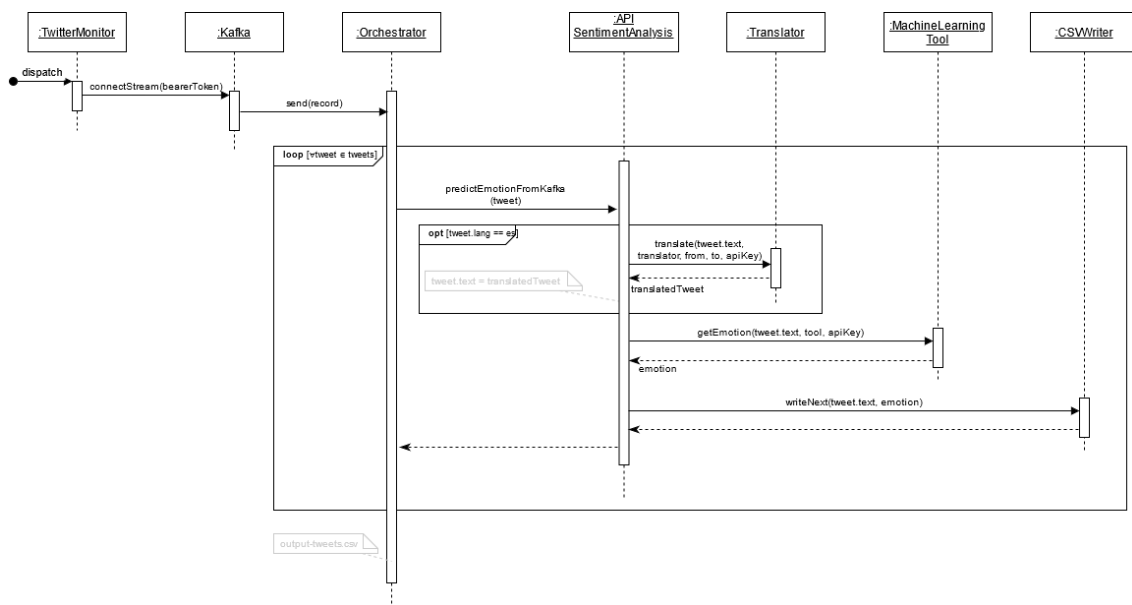 :TwitterMonitor
:Kafka
:Orchestrator
:API
SentimentAnalysis
:Translator
:MachineLearning
Tool
:CSVWriter
dispatch
connectStream(bearerToken)
send(record)
loop [∀tweet ∈ tweets]
predictEmotionFromKafka
(tweet)
opt [tweet.lang == es]
translate(tweet.text,
translator, from, to, apiKey)
tweet.text = translatedTweet
translatedTweet
getEmotion(tweet.text, tool, apiKey)
emotion
writeNext(tweet.text, emotion)
output-tweets.csv